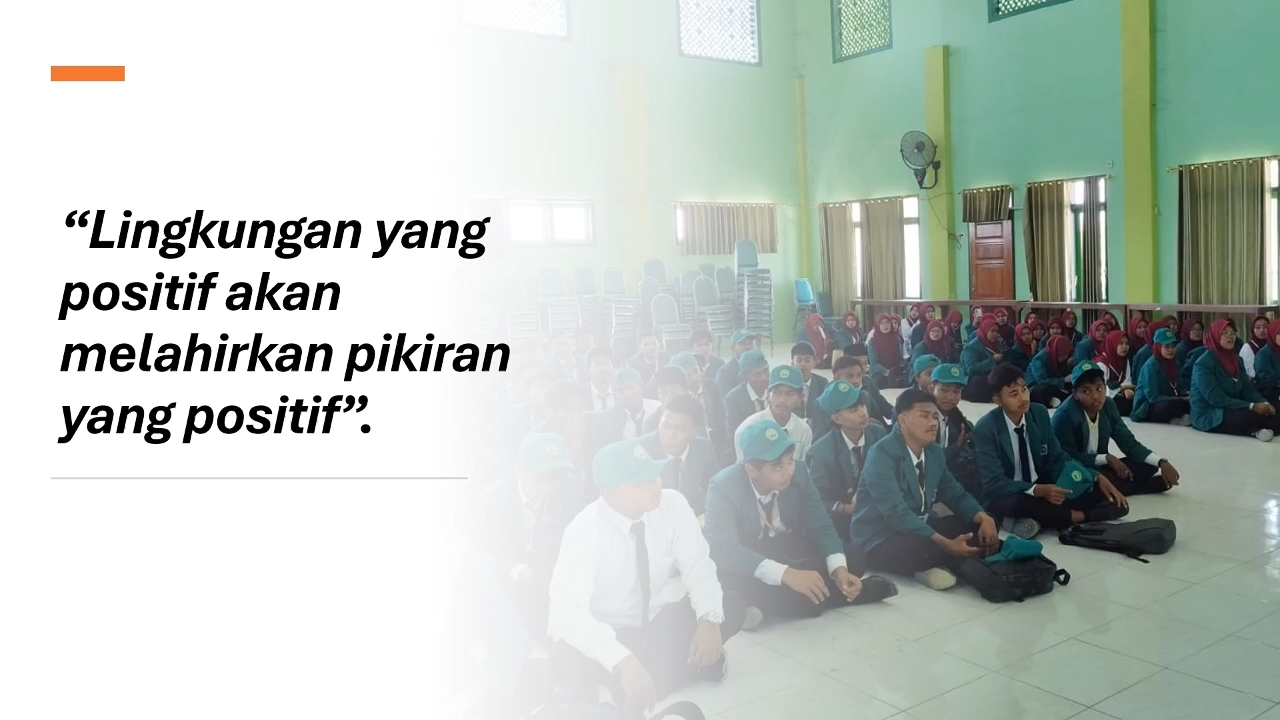 “Lingkungan yang
positif akan
melahirkan pikiran
yang positif”.